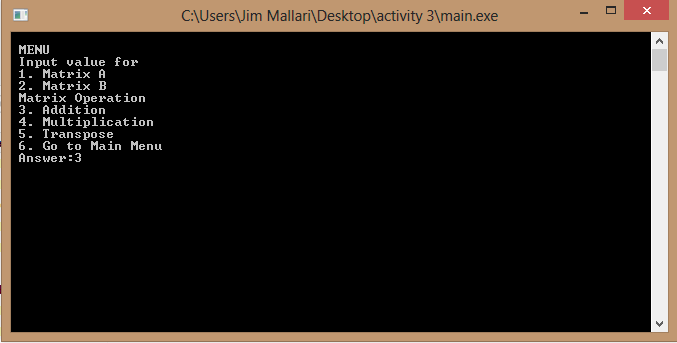 C:\Users\Jim Mallari\Desktop\activity 3\main.exe
MENU
Input value for
1. Matrix A
2. Matrix B
Matrix Operation
3. Addition
4. Multiplication
5. Transpose
6. Go to Main Menu
Answer:3